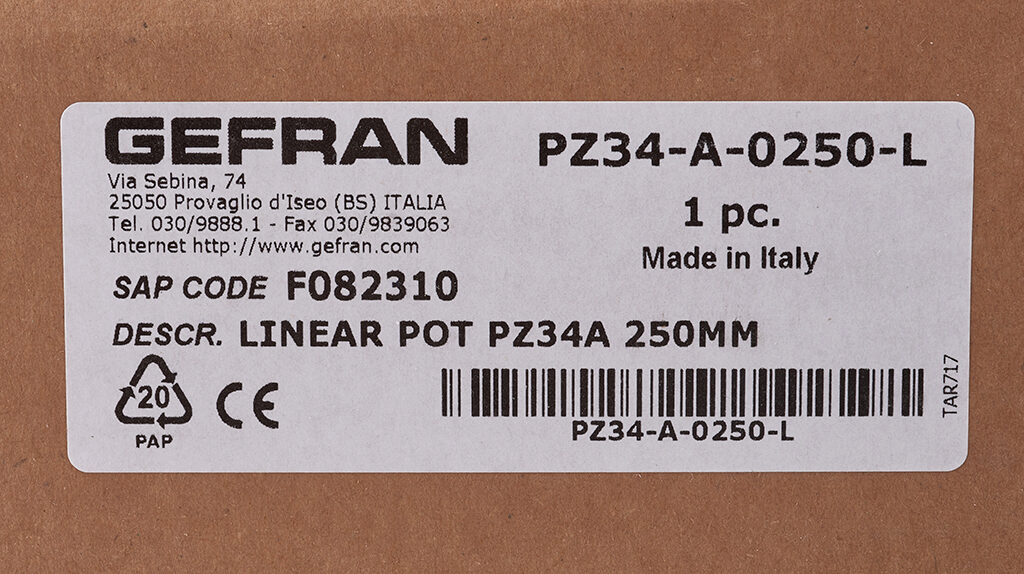 GEFRAN
Via Sebina, 74
25050 Provaglio d'Iseo (BS) ITALIA
Tel. 030/9888.1 - Fax 030/9839063
Internet http://www.gefran.com
PZ34-A-0250-L
1 pc.
Made in Italy
SAP CODE F082310
DESCR. LINEAR POT PZ34A 250MM
20
PAP
CE
PZ34-A-0250-L
TAR717